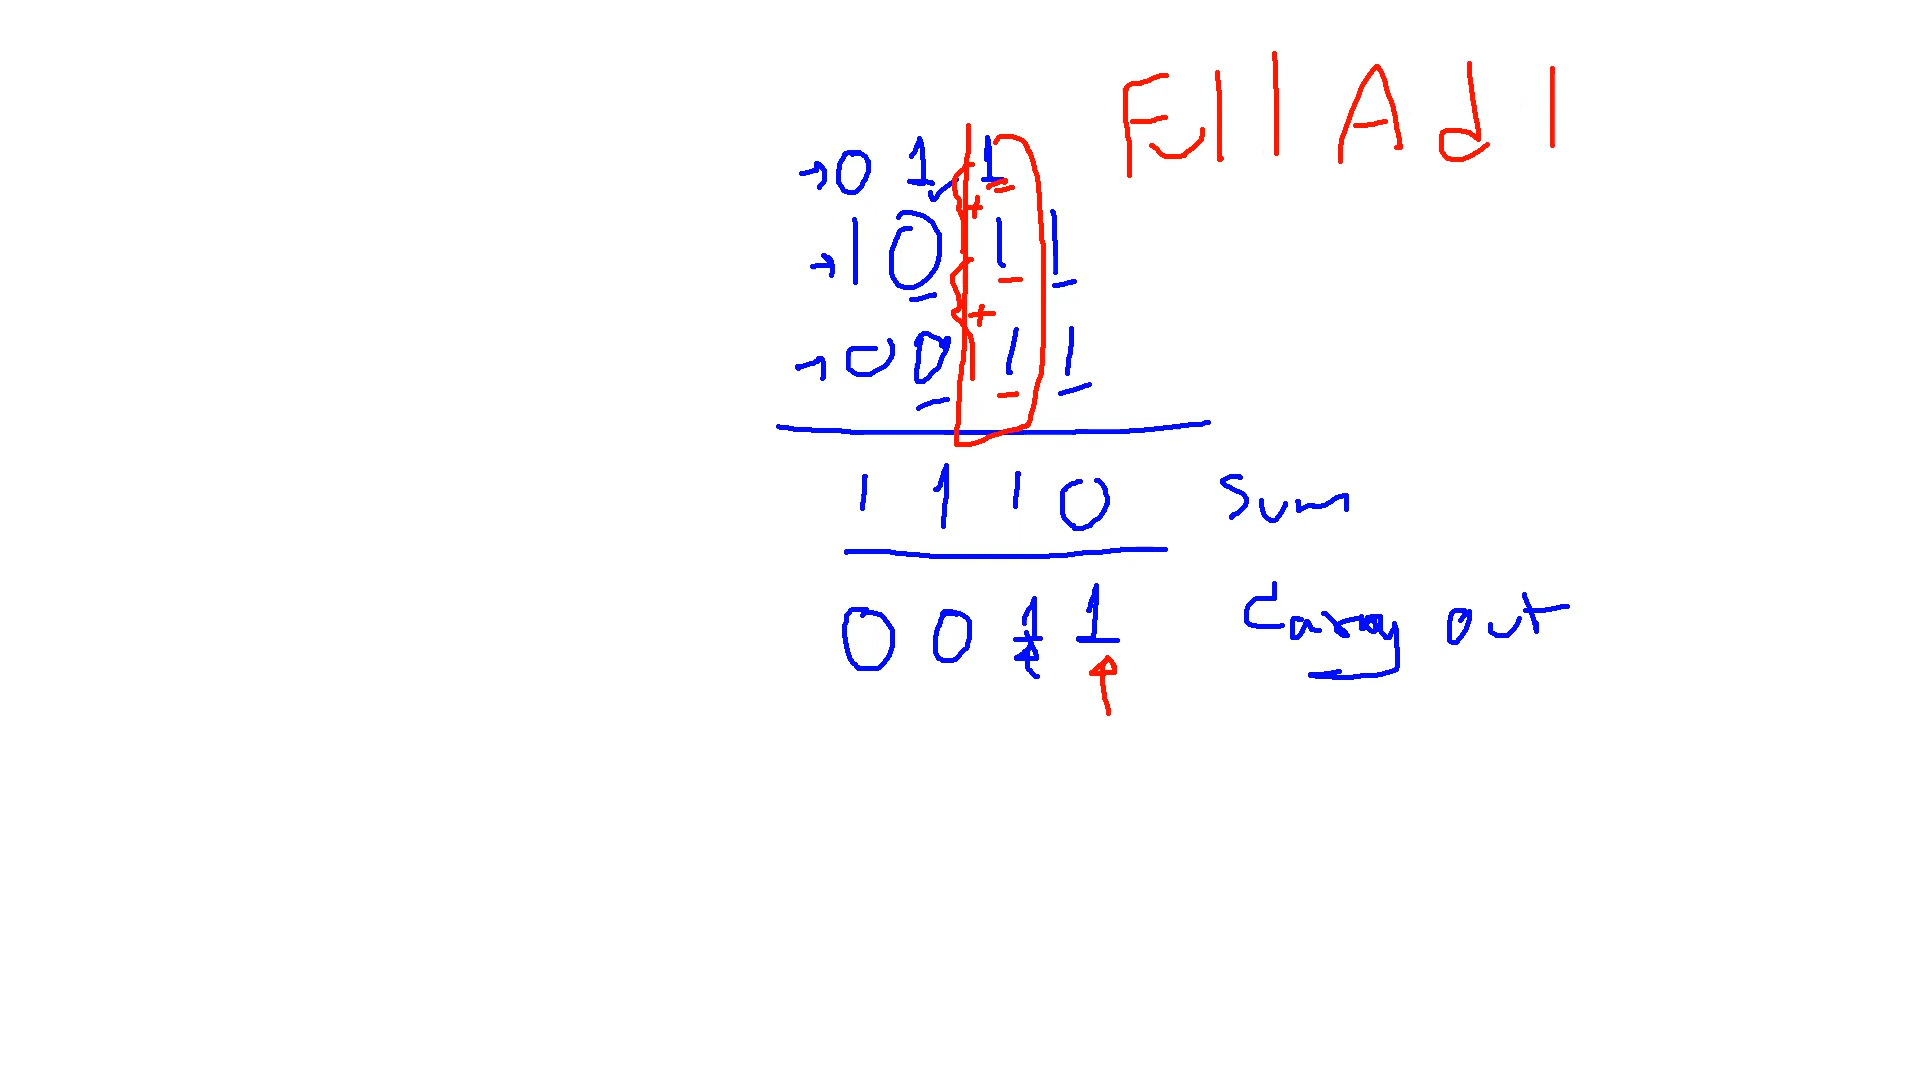 Full Ad1
→ 0 1 1
+
→ 1 0 1 1
+
→ 0 0 1 1
1 1 1 0 Sum
0 0 1 1 Carry out